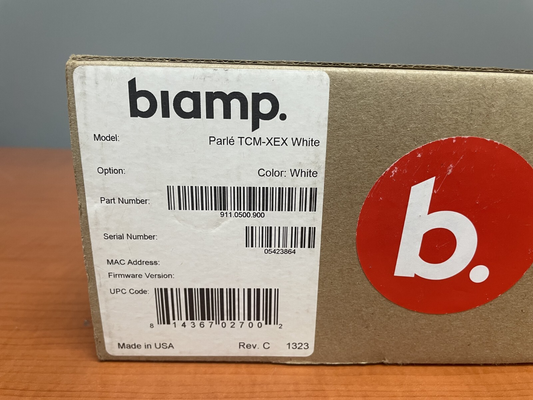 biamp.
Model: Parlé TCM-XEX White
Option: Color: White
Part Number:
911.0500.900
Serial Number:
05423864
MAC Address:
Firmware Version:
UPC Code:
8 14367 02700 2
Made in USA Rev. C 1323
b.